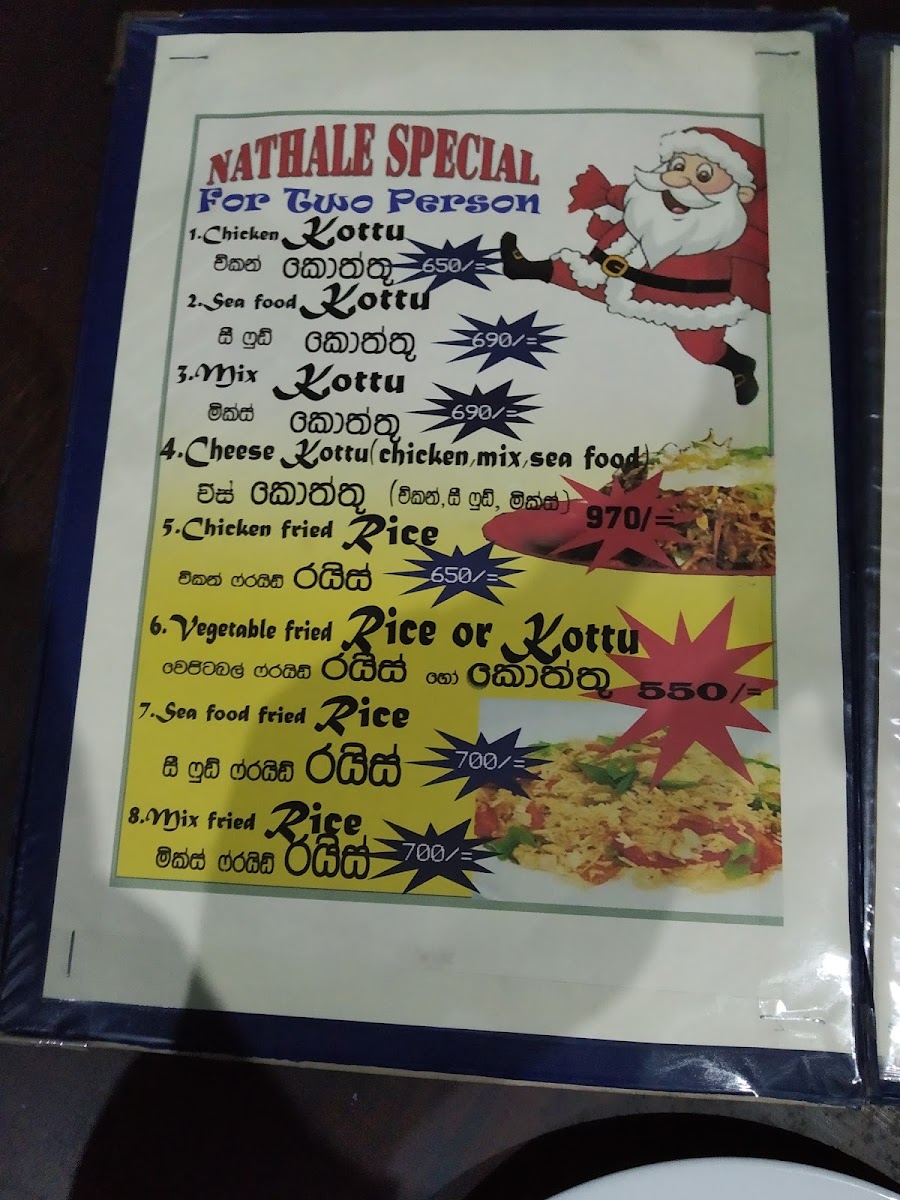 NATHALE SPECIAL
For Two Person
1.Chicken Kottu
චිකන් කොත්තු 650/=
2.Sea food Kottu
සී ෆුඩ් කොත්තු 690/=
3.Mix Kottu
මික්ස් කොත්තු 690/=
4.Cheese Kottu(chicken,mix,sea food)
චීස් කොත්තු (චිකන්,සී ෆුඩ්, මික්ස්) 970/=
5.Chicken fried Rice
චිකන් ෆ්රයිඩ් රයිස් 650/=
6.Vegetable fried Rice or Kottu
වෙජිටබල් ෆ්රයිඩ් රයිස් හෝ කොත්තු 550/=
7.Sea food fried Rice
සී ෆුඩ් ෆ්රයිඩ් රයිස් 700/=
8.Mix fried Rice
මික්ස් ෆ්රයිඩ් රයිස් 700/=